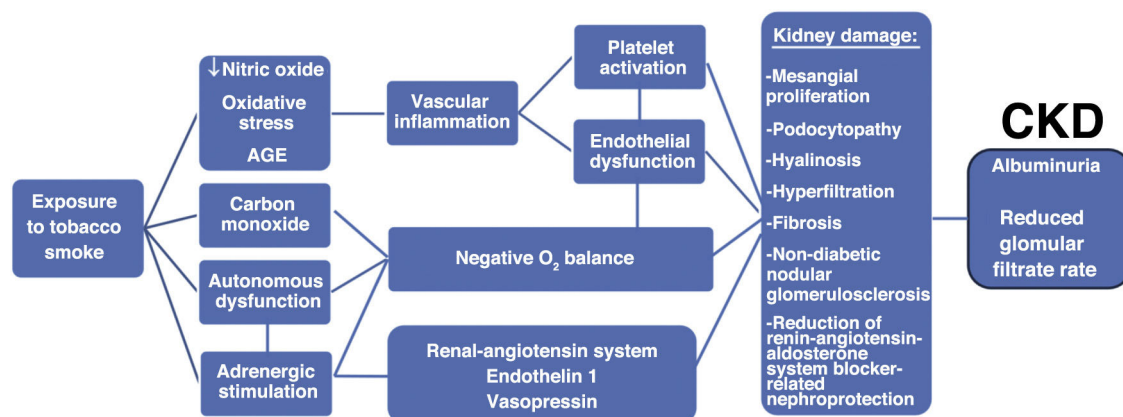 ↓Nitric oxide
Oxidative
stress
AGE
Exposure
to tobacco
smoke
Carbon
monoxide
Autonomous
dysfunction
Adrenergic
stimulation
Vascular
inflammation
Platelet
activation
Endothelial
dysfunction
Negative O₂ balance
Renal-angiotensin system
Endothelin 1
Vasopressin
Kidney damage:
-Mesangial
proliferation
-Podocytopathy
-Hyalinosis
-Hyperfiltration
-Fibrosis
-Non-diabetic
nodular
glomerulosclerosis
-Reduction of
renin-angiotensin-
aldosterone
system blocker-
related
nephroprotection
CKD
Albuminuria
Reduced
glomular
filtrate rate